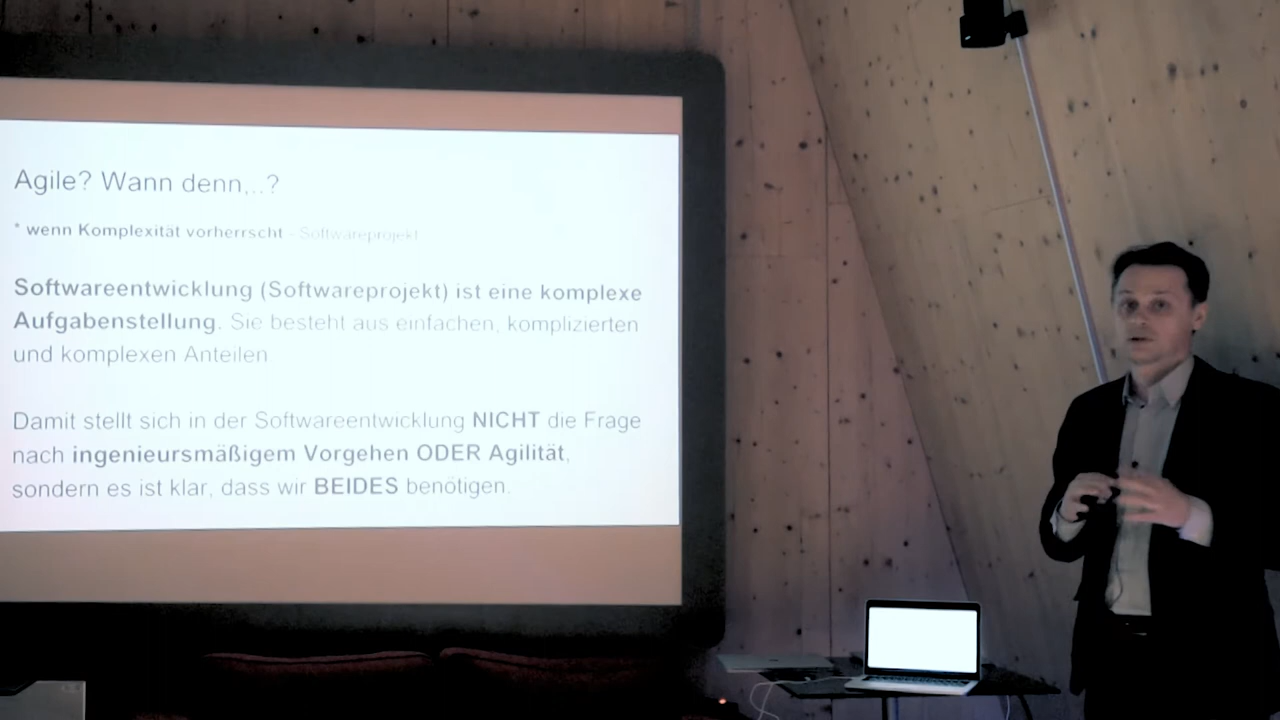 Agile? Wann denn,..?
* wenn Komplexität vorherrscht - Softwareprojekt
Softwareentwicklung (Softwareprojekt) ist eine komplexe
Aufgabenstellung. Sie besteht aus einfachen, komplizierten
und komplexen Anteilen
Damit stellt sich in der Softwareentwicklung NICHT die Frage
nach ingenieursmäßigem Vorgehen ODER Agilität,
sondern es ist klar, dass wir BEIDES benötigen.